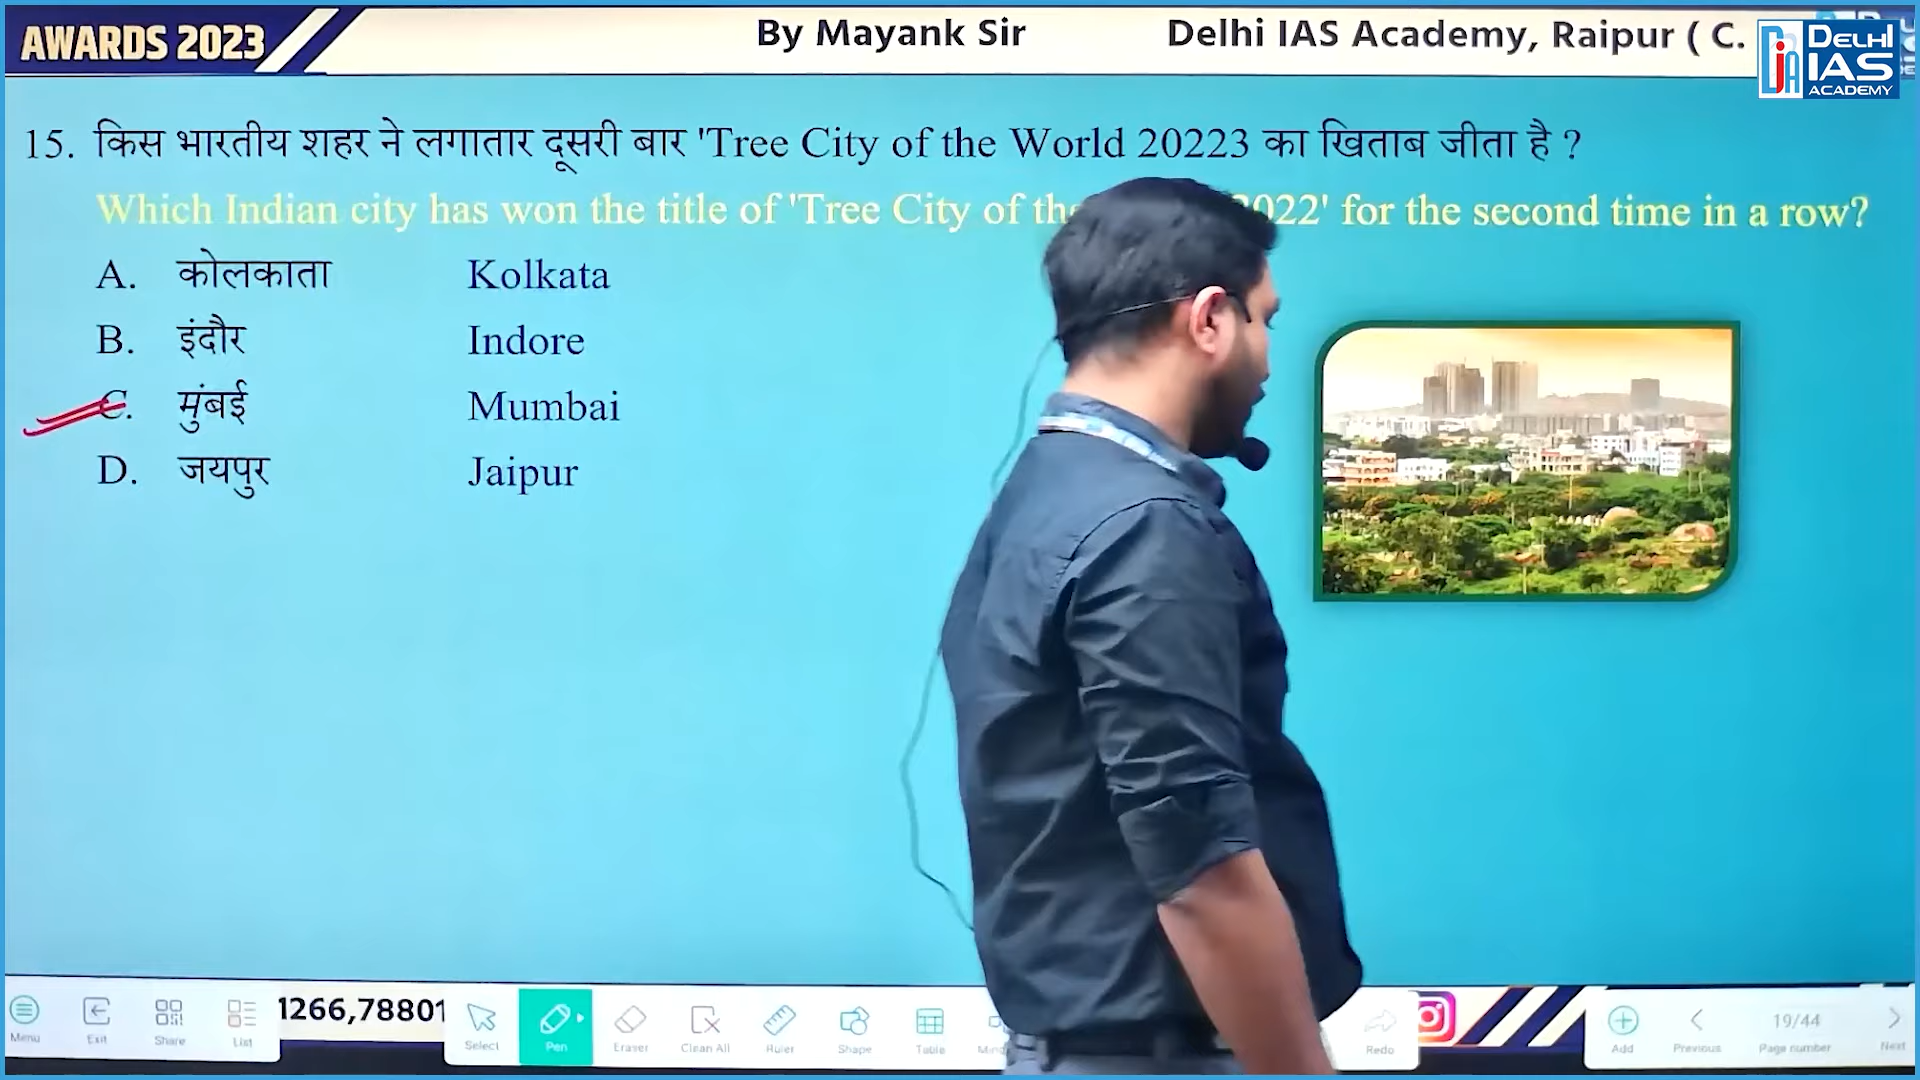 AWARDS 2023
By Mayank Sir
Delhi IAS Academy, Raipur ( C.
DELHI
IAS
ACADEMY
15. किस भारतीय शहर ने लगातार दूसरी बार 'Tree City of the World 20223 का खिताब जीता है ?
Which Indian city has won the title of 'Tree City of 2022' for the second time in a row?
A. कोलकाता Kolkata
B. इंदौर Indore
C. मुंबई Mumbai
D. जयपुर Jaipur
1266,78801
Menu Exit Share List Select Pen Eraser Clean All Ruler Shape Table Redo Add Previous 19/44 Page number Next